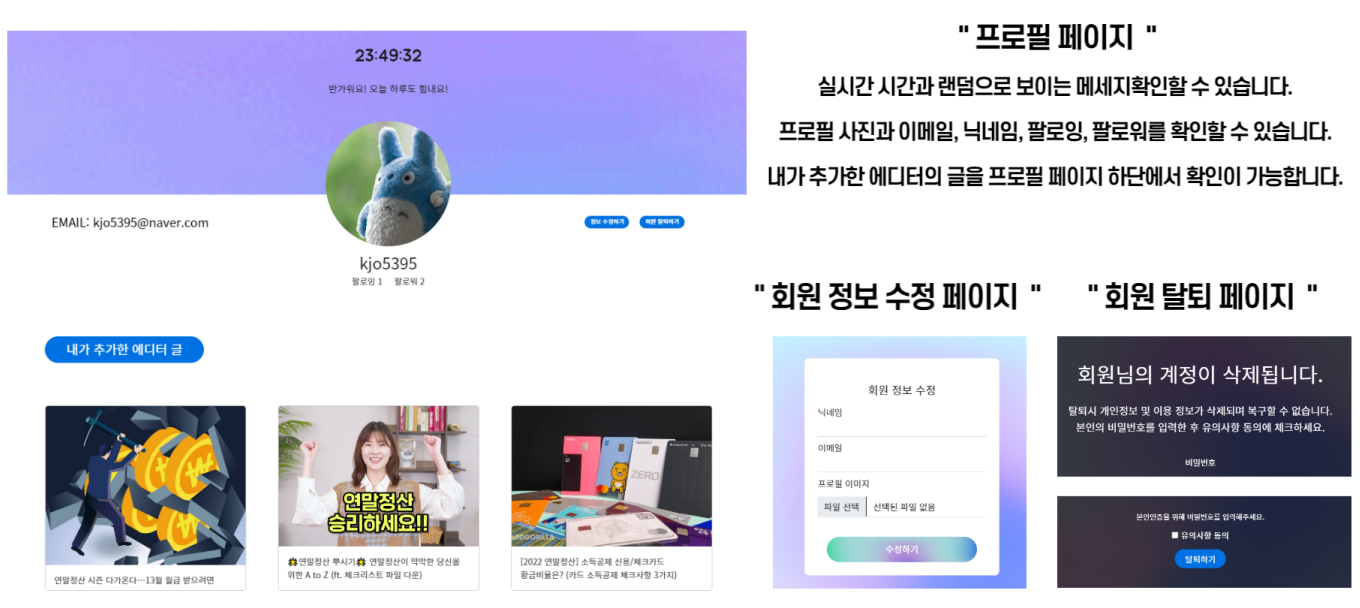 23:49:32
반가워요! 오늘 하루도 힘내요!
EMAIL: kjo5395@naver.com
정보 수정하기
회원 탈퇴하기
kjo5395
팔로잉 1 팔로워 2
내가 추가한 에디터 글
연말정산 시즌 다가온다…13월 월급 받으려면
연말정산
승리하세요!!
💥연말정산 뿌시기💥 연말정산이 막막한 당신을
위한 A to Z (ft. 체크리스트 파일 다운)
ZERO
[2022 연말정산] 소득공제 신용/체크카드
황금비율은? (카드 소득공제 체크사항 3가지)
" 프로필 페이지 "
실시간 시간과 랜덤으로 보이는 메세지확인할 수 있습니다.
프로필 사진과 이메일, 닉네임, 팔로잉, 팔로워를 확인할 수 있습니다.
내가 추가한 에디터의 글을 프로필 페이지 하단에서 확인이 가능합니다.
" 회원 정보 수정 페이지 "
회원 정보 수정
닉네임
이메일
프로필 이미지
파일 선택 선택된 파일 없음
수정하기
" 회원 탈퇴 페이지 "
회원님의 계정이 삭제됩니다.
탈퇴시 개인정보 및 이용 정보가 삭제되며 복구할 수 없습니다.
본인의 비밀번호를 입력한 후 유의사항 동의에 체크하세요.
비밀번호
본인인증을 위해 비밀번호를 입력해주세요.
유의사항 동의
탈퇴하기